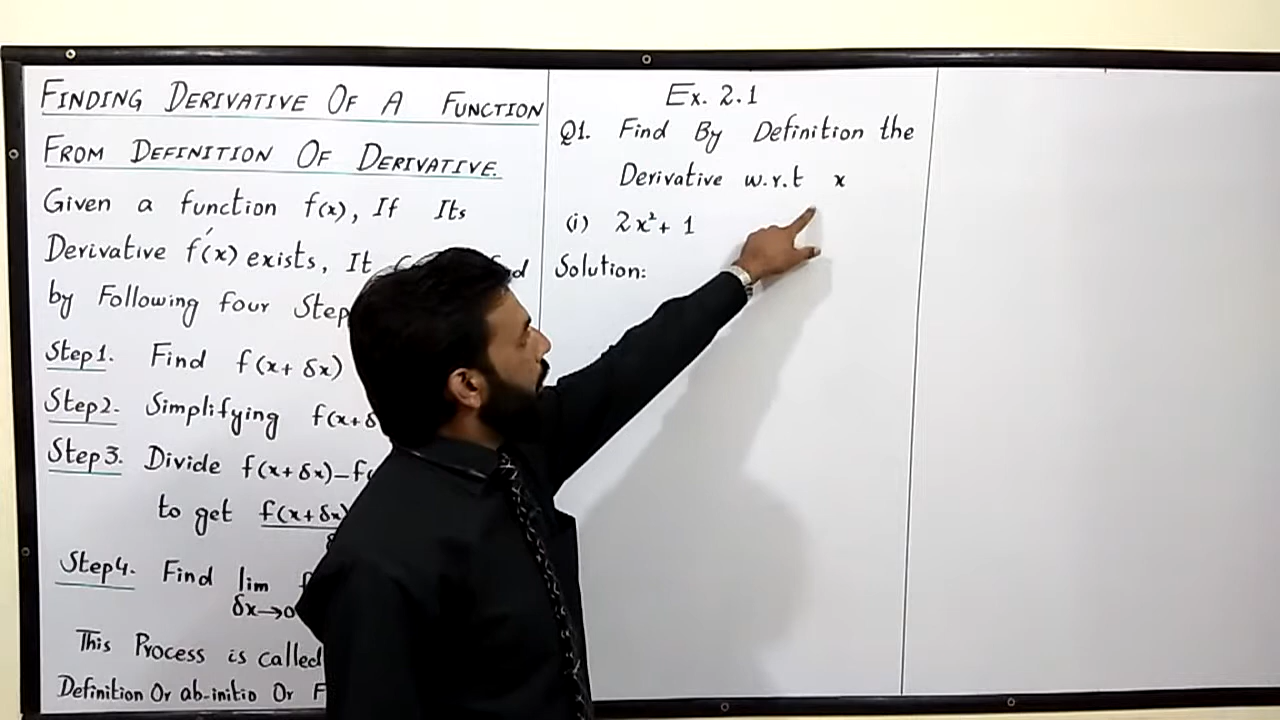 FINDING DERIVATIVE OF A FUNCTION
FROM DEFINITION OF DERIVATIVE.
Given a function f(x), If Its
Derivative f'(x) exists, It
by Following four Step
Step1. Find f(x+δx)
Step2. Simplifying f(x+δ
Step3. Divide f(x+δx)-f(
to get f(x+δx)
Step4. Find lim f
δx→0
This Process is called
Definition Or ab-initio Or F
Ex. 2.1
Q1. Find By Definition the
Derivative w.r.t x
(i) 2x²+1
Solution: